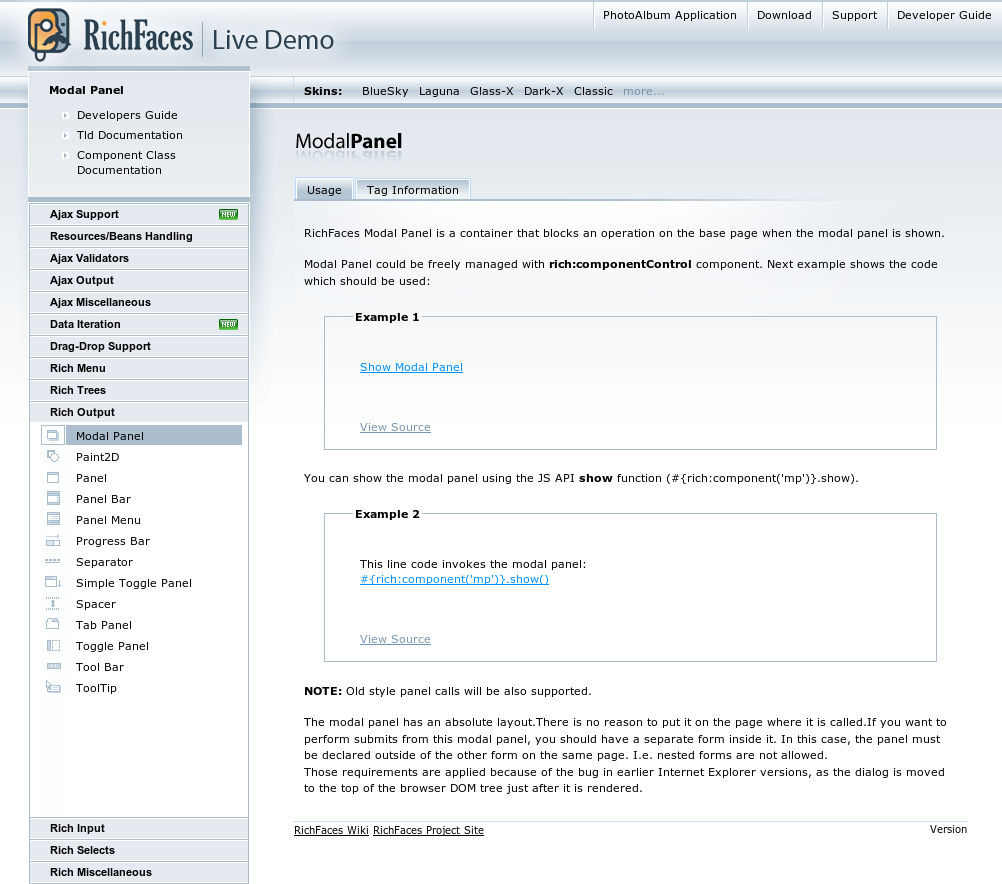 PhotoAlbum Application Download Support Developer Guide
RichFaces Live Demo
Skins: BlueSky Laguna Glass-X Dark-X Classic more...
Modal Panel
Developers Guide
Tld Documentation
Component Class
Documentation
Ajax Support NEW
Resources/Beans Handling
Ajax Validators
Ajax Output
Ajax Miscellaneous
Data Iteration NEW
Drag-Drop Support
Rich Menu
Rich Trees
Rich Output
Modal Panel
Paint2D
Panel
Panel Bar
Panel Menu
Progress Bar
Separator
Simple Toggle Panel
Spacer
Tab Panel
Toggle Panel
Tool Bar
ToolTip
Rich Input
Rich Selects
Rich Miscellaneous
ModalPanel
Usage Tag Information
RichFaces Modal Panel is a container that blocks an operation on the base page when the modal panel is shown.
Modal Panel could be freely managed with rich:componentControl component. Next example shows the code
which should be used:
Example 1
Show Modal Panel
View Source
You can show the modal panel using the JS API show function (#{rich:component('mp')}.show).
Example 2
This line code invokes the modal panel:
#{rich:component('mp')}.show()
View Source
NOTE: Old style panel calls will be also supported.
The modal panel has an absolute layout.There is no reason to put it on the page where it is called.If you want to
perform submits from this modal panel, you should have a separate form inside it. In this case, the panel must
be declared outside of the other form on the same page. I.e. nested forms are not allowed.
Those requirements are applied because of the bug in earlier Internet Explorer versions, as the dialog is moved
to the top of the browser DOM tree just after it is rendered.
RichFaces Wiki RichFaces Project Site Version